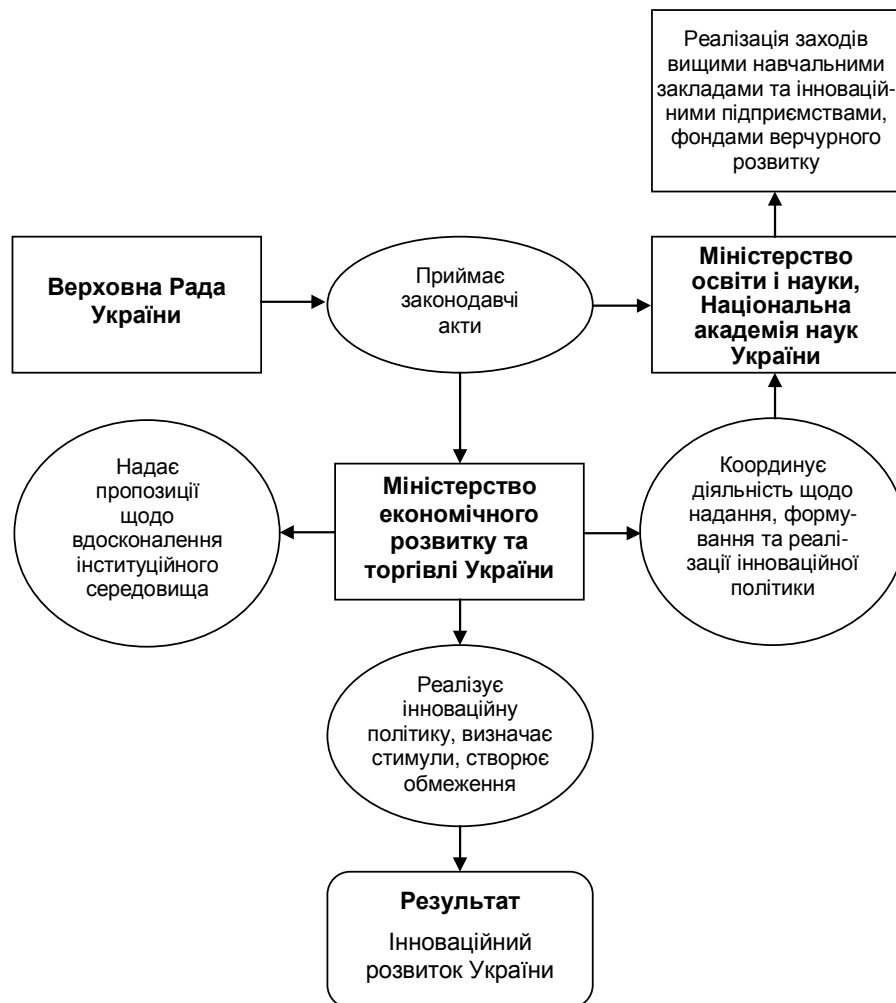 Реалізація заходів
вищими навчальними
закладами та інновацій-
ними підприємствами,
фондами верчурного
розвитку
Верховна Рада
України
Приймає
законодавчі
акти
Міністерство
освіти і науки,
Національна
академія наук
України
Надає
пропозиції
щодо
вдосконалення
інституційного
середовища
Міністерство
економічного
розвитку та
торгівлі України
Координує
діяльність щодо
надання, форму-
вання та реалі-
зації інноваційної
політики
Реалізує
інноваційну
політику, визначає
стимули, створює
обмеження
Результат
Інноваційний
розвиток України